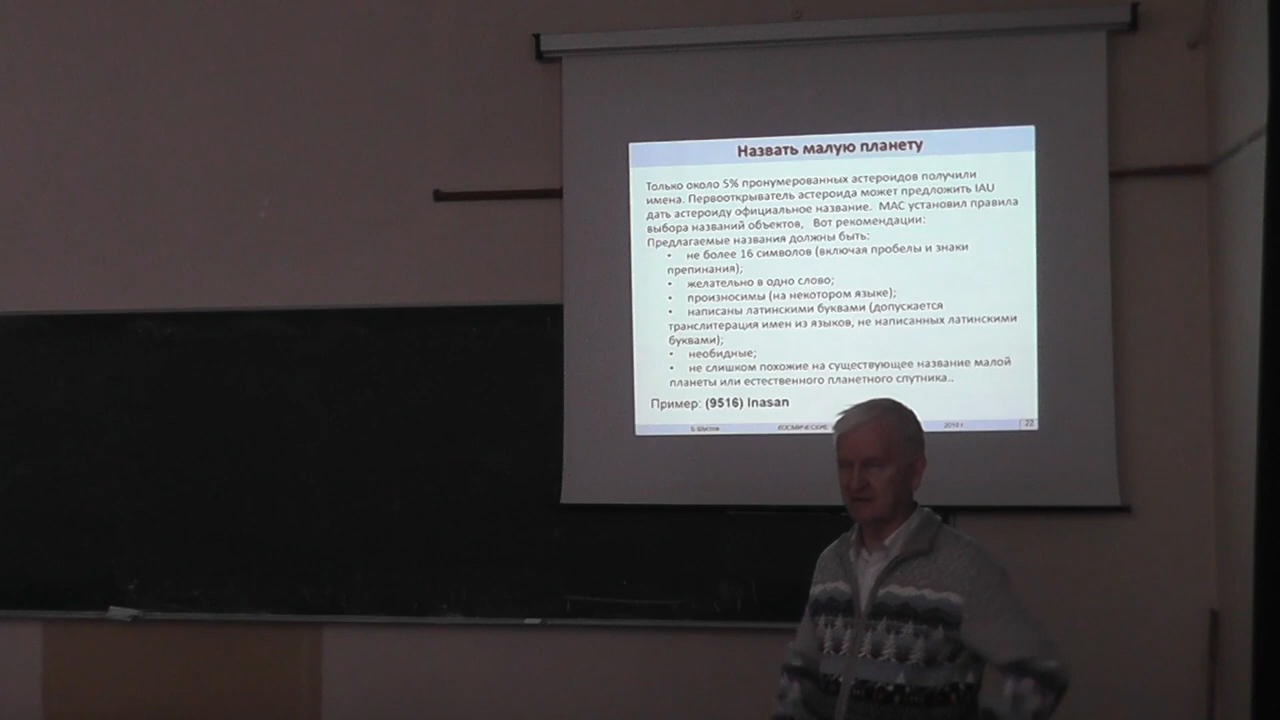 Назвать малую планету
Только около 5% пронумерованных астероидов получили
имена. Первооткрыватель астероида может предложить IAU
дать астероиду официальное название. МАС установил правила
выбора названий объектов, Вот рекомендации:
Предлагаемые названия должны быть:
• не более 16 символов (включая пробелы и знаки
препинания);
• желательно в одно слово;
• произносимы (на некотором языке);
• написаны латинскими буквами (допускается
транслитерация имен из языков, не написанных латинскими
буквами);
• необидные;
• не слишком похожие на существующее название малой
планеты или естественного планетного спутника..
Пример: (9516) Inasan
Б.Шустов КОСМИЧЕСКИЕ 2019 г. 22